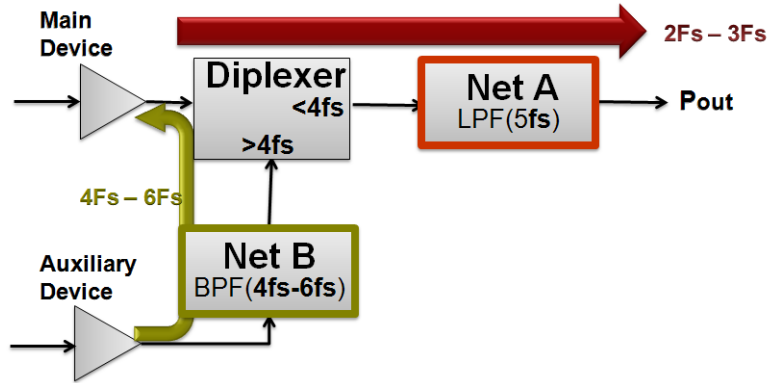 Main
Device
2Fs – 3Fs
Diplexer
<4fs
>4fs
Net A
LPF(5fs)
Pout
4Fs – 6Fs
Net B
BPF(4fs-6fs)
Auxiliary
Device